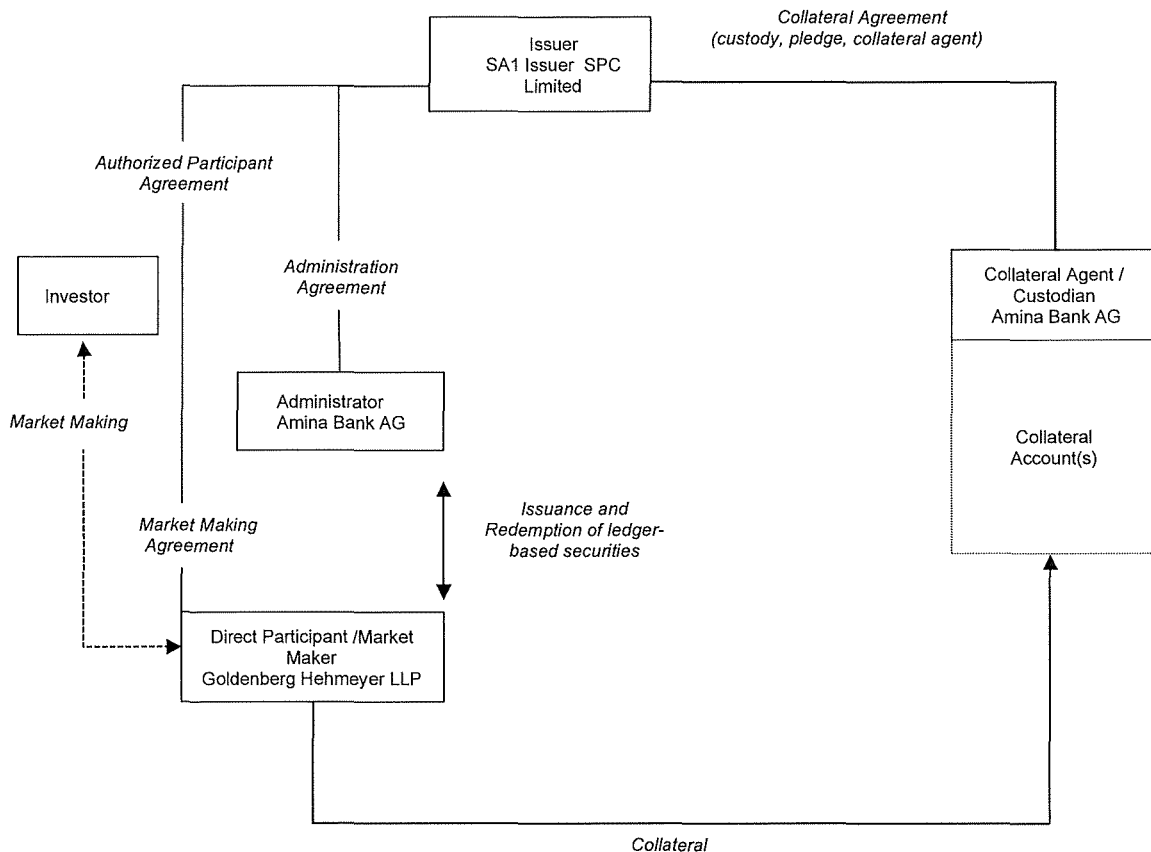 Collateral Agreement
(custody, pledge, collateral agent)
Issuer
SA1 Issuer SPC
Limited
Authorized Participant
Agreement
Administration
Agreement
Investor
Collateral Agent /
Custodian
Amina Bank AG
Administrator
Amina Bank AG
Market Making
Collateral
Account(s)
Issuance and
Redemption of ledger-
based securities
Market Making
Agreement
Direct Participant /Market
Maker
Goldenberg Hehmeyer LLP
Collateral